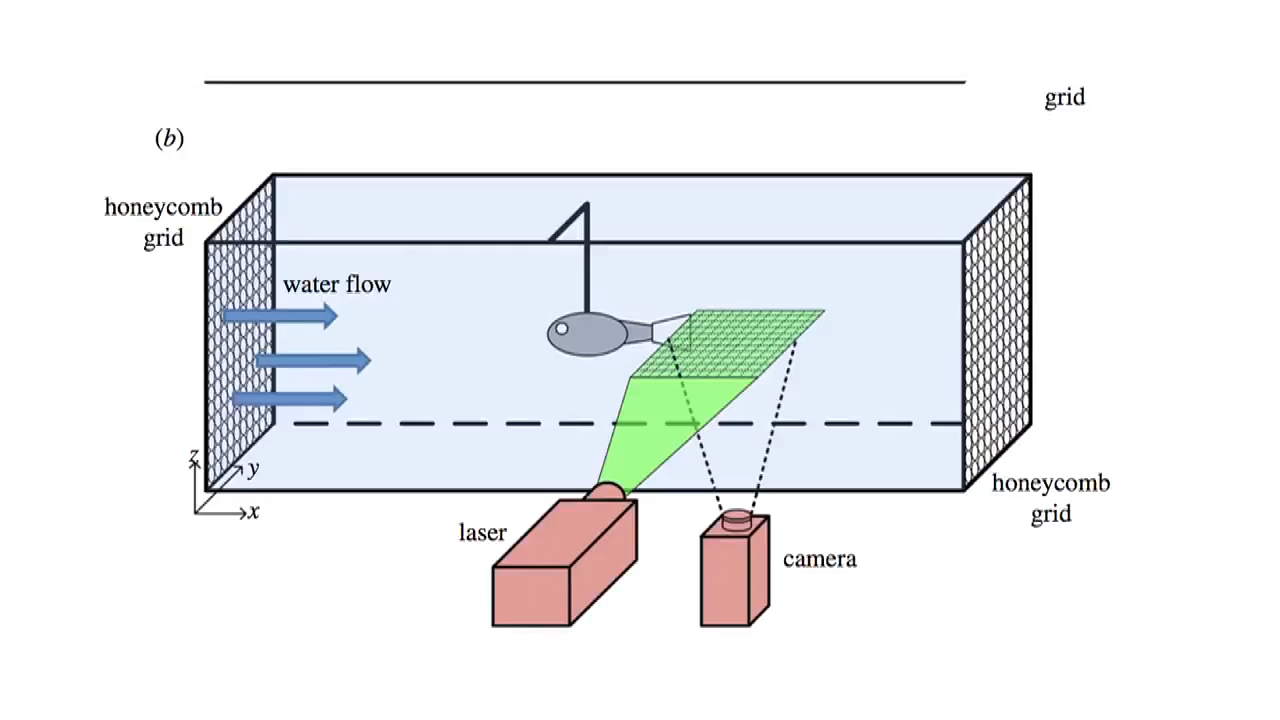 grid
(b)
honeycomb
grid
water flow
z
y
x
honeycomb
grid
laser
camera